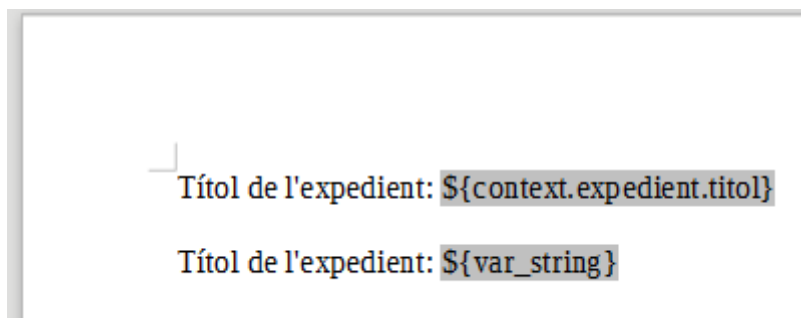 Títol de l'expedient: ${context.expedient.titol}
Títol de l'expedient: ${var_string}